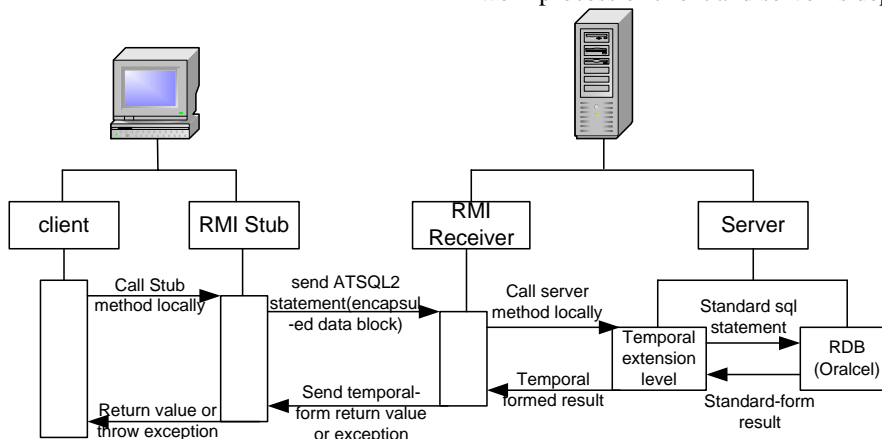 client
RMI Stub
RMI
Receiver
Server
Call Stub
method locally
send ATSQL2
statement(encapsul
-ed data block)
Call server
method locally
Temporal
extension
level
Standard sql
statement
RDB
(Oralcel)
Return value or
throw exception
Send temporal-
form return value
or exception
Temporal
formed result
Standard-form
result